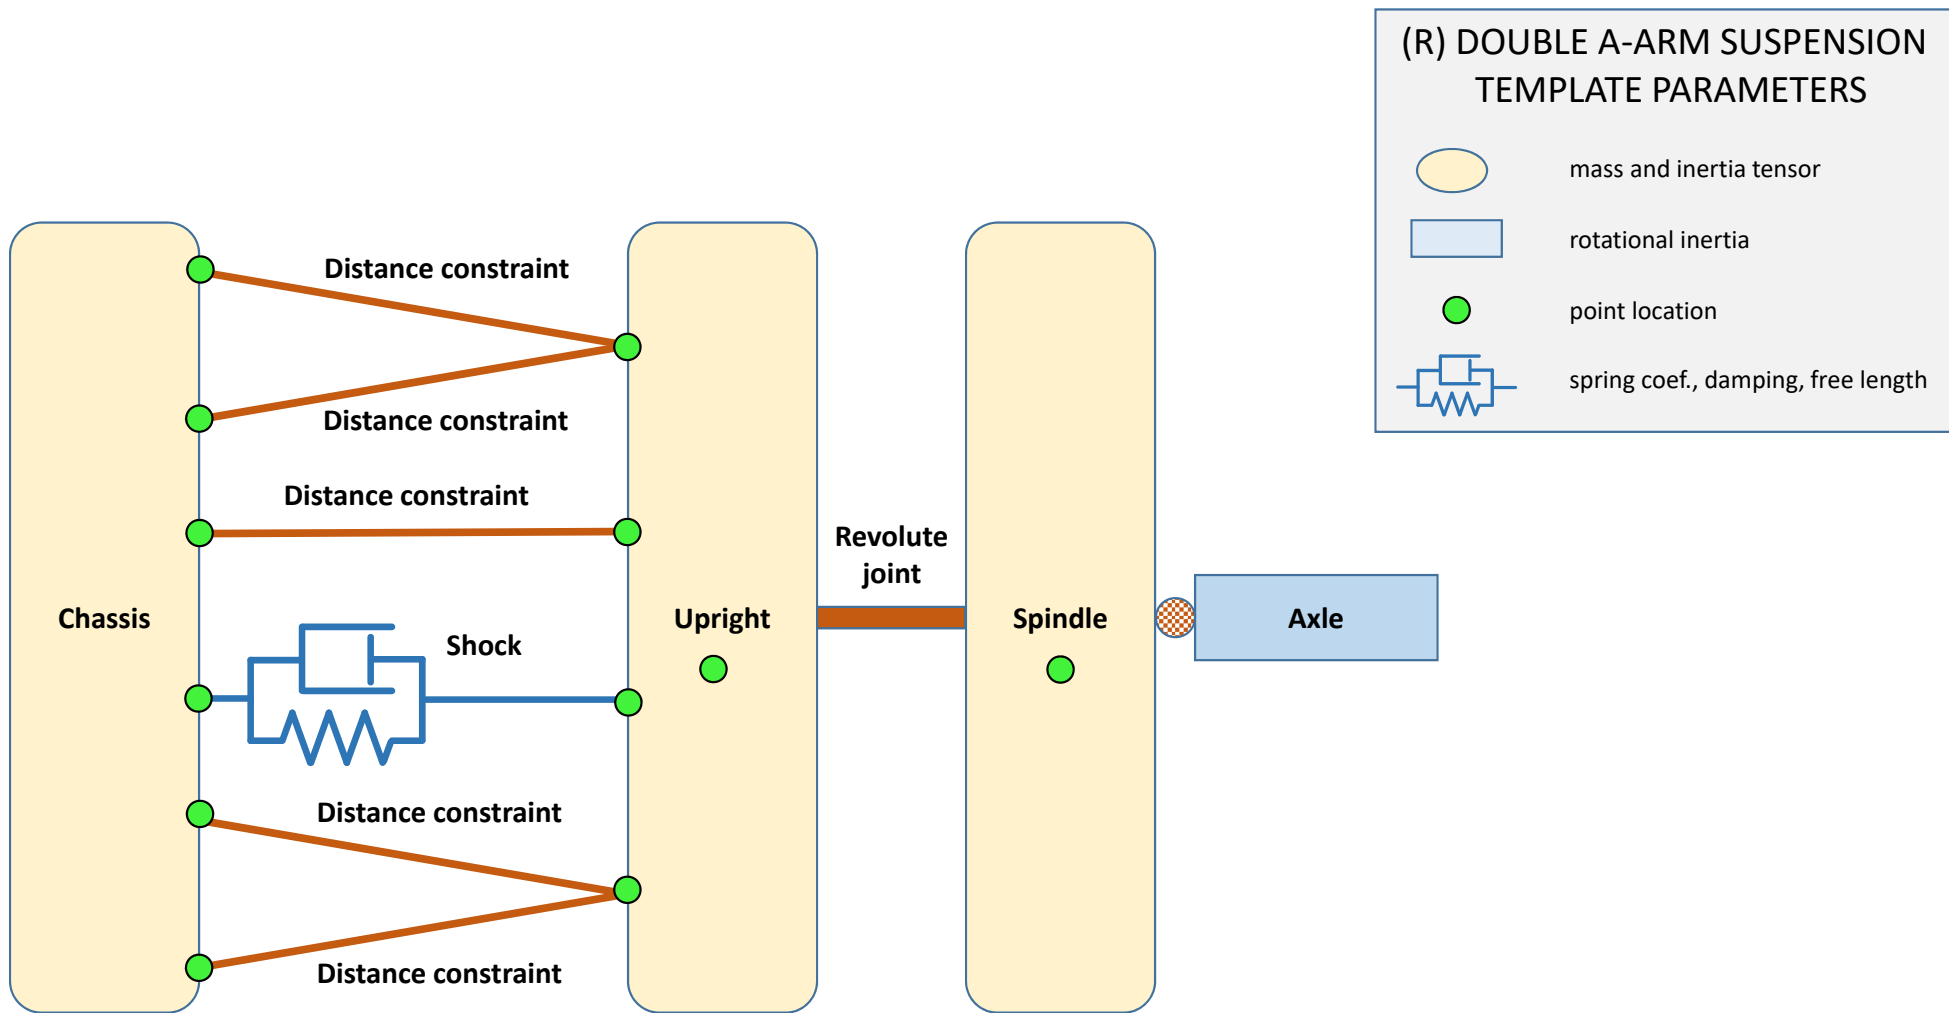 (R) DOUBLE A-ARM SUSPENSION
TEMPLATE PARAMETERS
mass and inertia tensor
rotational inertia
point location
spring coef., damping, free length
Distance constraint
Distance constraint
Distance constraint
Revolute
joint
Chassis
Shock
Upright
Spindle
Axle
Distance constraint
Distance constraint